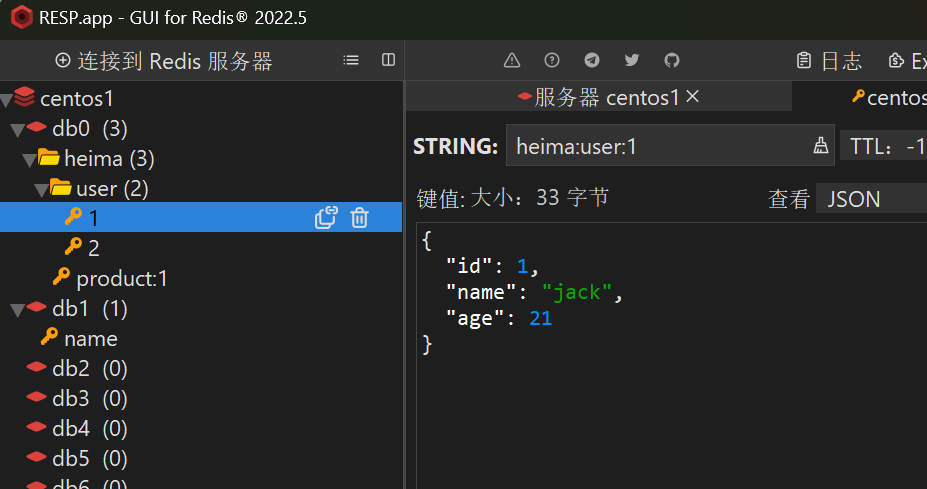 RESP.app - GUI for Redis® 2022.5
连接到 Redis 服务器
日志
Ex
centos1
db0 (3)
heima (3)
user (2)
1
2
product:1
db1 (1)
name
db2 (0)
db3 (0)
db4 (0)
db5 (0)
db6 (0)
服务器 centos1
centos
STRING:
heima:user:1
TTL：-1
键值: 大小：33 字节
查看
JSON
{
"id": 1,
"name": "jack",
"age": 21
}